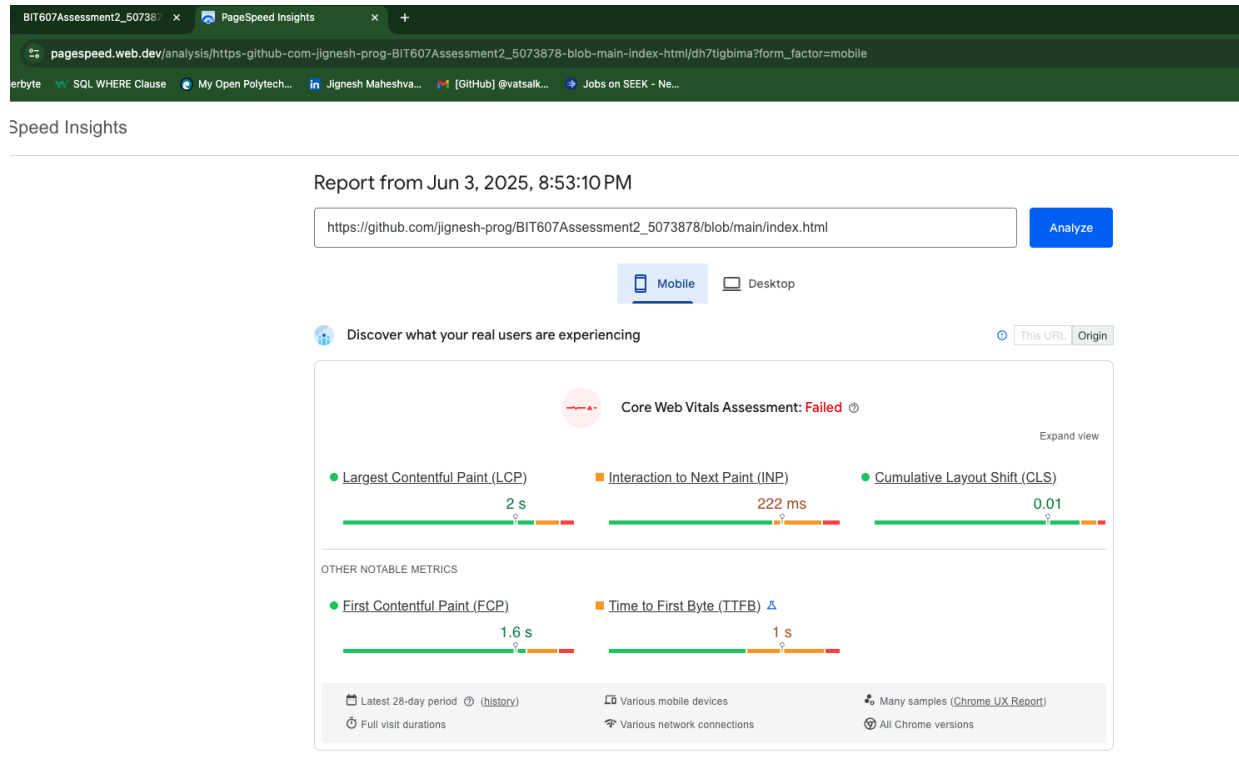 BIT607Assessment2_507387 × PageSpeed Insights × +
pagespeed.web.dev/analysis/https-github-com-jignesh-prog-BIT607Assessment2_5073878-blob-main-index-html/dh7tigbima?form_factor=mobile
erbyte SQL WHERE Clause My Open Polytech... Jignesh Maheshva... [GitHub] @vatsalk... Jobs on SEEK - Ne...
Speed Insights
Report from Jun 3, 2025, 8:53:10 PM
https://github.com/jignesh-prog/BIT607Assessment2_5073878/blob/main/index.html Analyze
Mobile Desktop
Discover what your real users are experiencing This URL Origin
Core Web Vitals Assessment: Failed
Expand view
Largest Contentful Paint (LCP) Interaction to Next Paint (INP) Cumulative Layout Shift (CLS)
2 s 222 ms 0.01
OTHER NOTABLE METRICS
First Contentful Paint (FCP) Time to First Byte (TTFB)
1.6 s 1 s
Latest 28-day period (history) Various mobile devices Many samples (Chrome UX Report)
Full visit durations Various network connections All Chrome versions